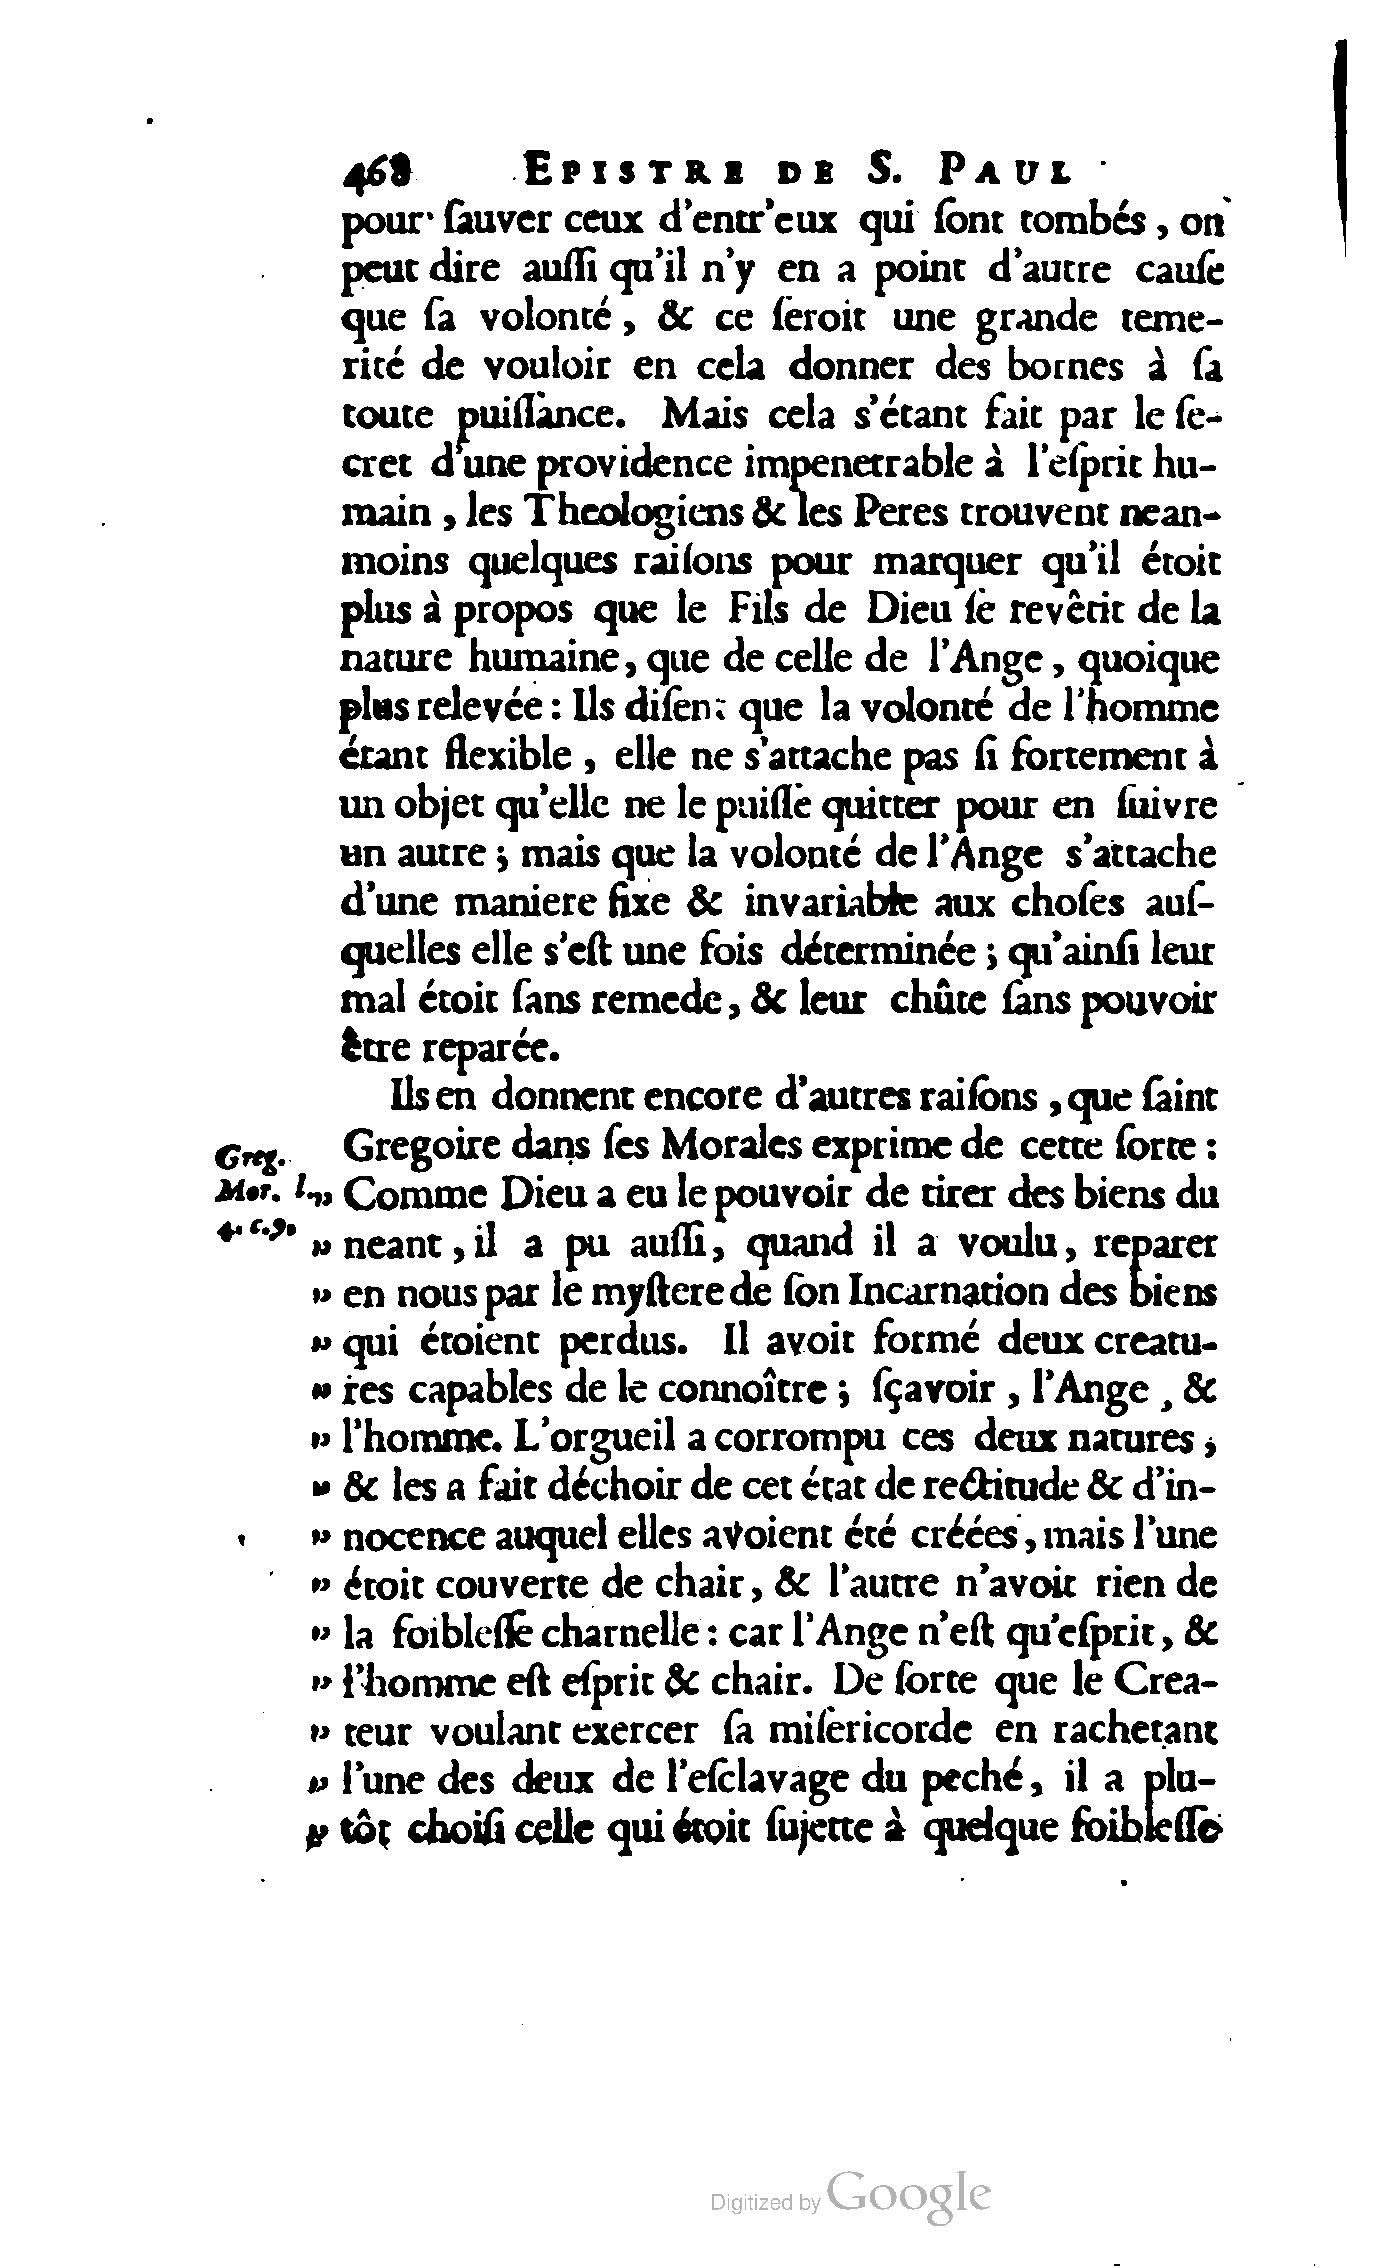 468 EPISTRE DE S. PAUL
pour ſauver ceux d'entr'eux qui ſont tombés, on
peut dire auſſi qu'il n'y en a point d'autre cauſe
que ſa volonté, & ce ſeroit une grande teme-
rité de vouloir en cela donner des bornes à ſa
toute puiſſance. Mais cela s'étant fait par le ſe-
cret d'une providence impenetrable à l'eſprit hu-
main, les Theologiens & les Peres trouvent nean-
moins quelques raiſons pour marquer qu'il étoit
plus à propos que le Fils de Dieu ſe revêtit de la
nature humaine, que de celle de l'Ange, quoique
plus relevée : Ils diſent que la volonté de l'homme
étant flexible, elle ne s'attache pas ſi fortement à
un objet qu'elle ne le puiſſe quitter pour en ſuivre
un autre ; mais que la volonté de l'Ange s'attache
d'une maniere fixe & invariable aux choſes auſ-
quelles elle s'eſt une fois déterminée ; qu'ainſi leur
mal étoit ſans remede, & leur chûte ſans pouvoir
être reparée.
Ils en donnent encore d'autres raiſons, que ſaint
Gregoire dans ſes Morales exprime de cette ſorte :
Greg.
Mor. l.
4. c. 9.
" Comme Dieu a eu le pouvoir de tirer des biens du
" neant, il a pu auſſi, quand il a voulu, reparer
" en nous par le myſtere de ſon Incarnation des biens
" qui étoient perdus. Il avoit formé deux creatu-
" res capables de le connoître ; ſçavoir, l'Ange, &
" l'homme. L'orgueil a corrompu ces deux natures,
" & les a fait déchoir de cet état de rectitude & d'in-
" nocence auquel elles avoient été créées, mais l'une
" étoit couverte de chair, & l'autre n'avoit rien de
" la foibleſſe charnelle : car l'Ange n'eſt qu'eſprit, &
" l'homme eſt eſprit & chair. De ſorte que le Crea-
" teur voulant exercer ſa miſericorde en rachetant
" l'une des deux de l'eſclavage du peché, il a plu-
" tôt choiſi celle qui étoit ſujette à quelque foibleſſe
Digitized by Google